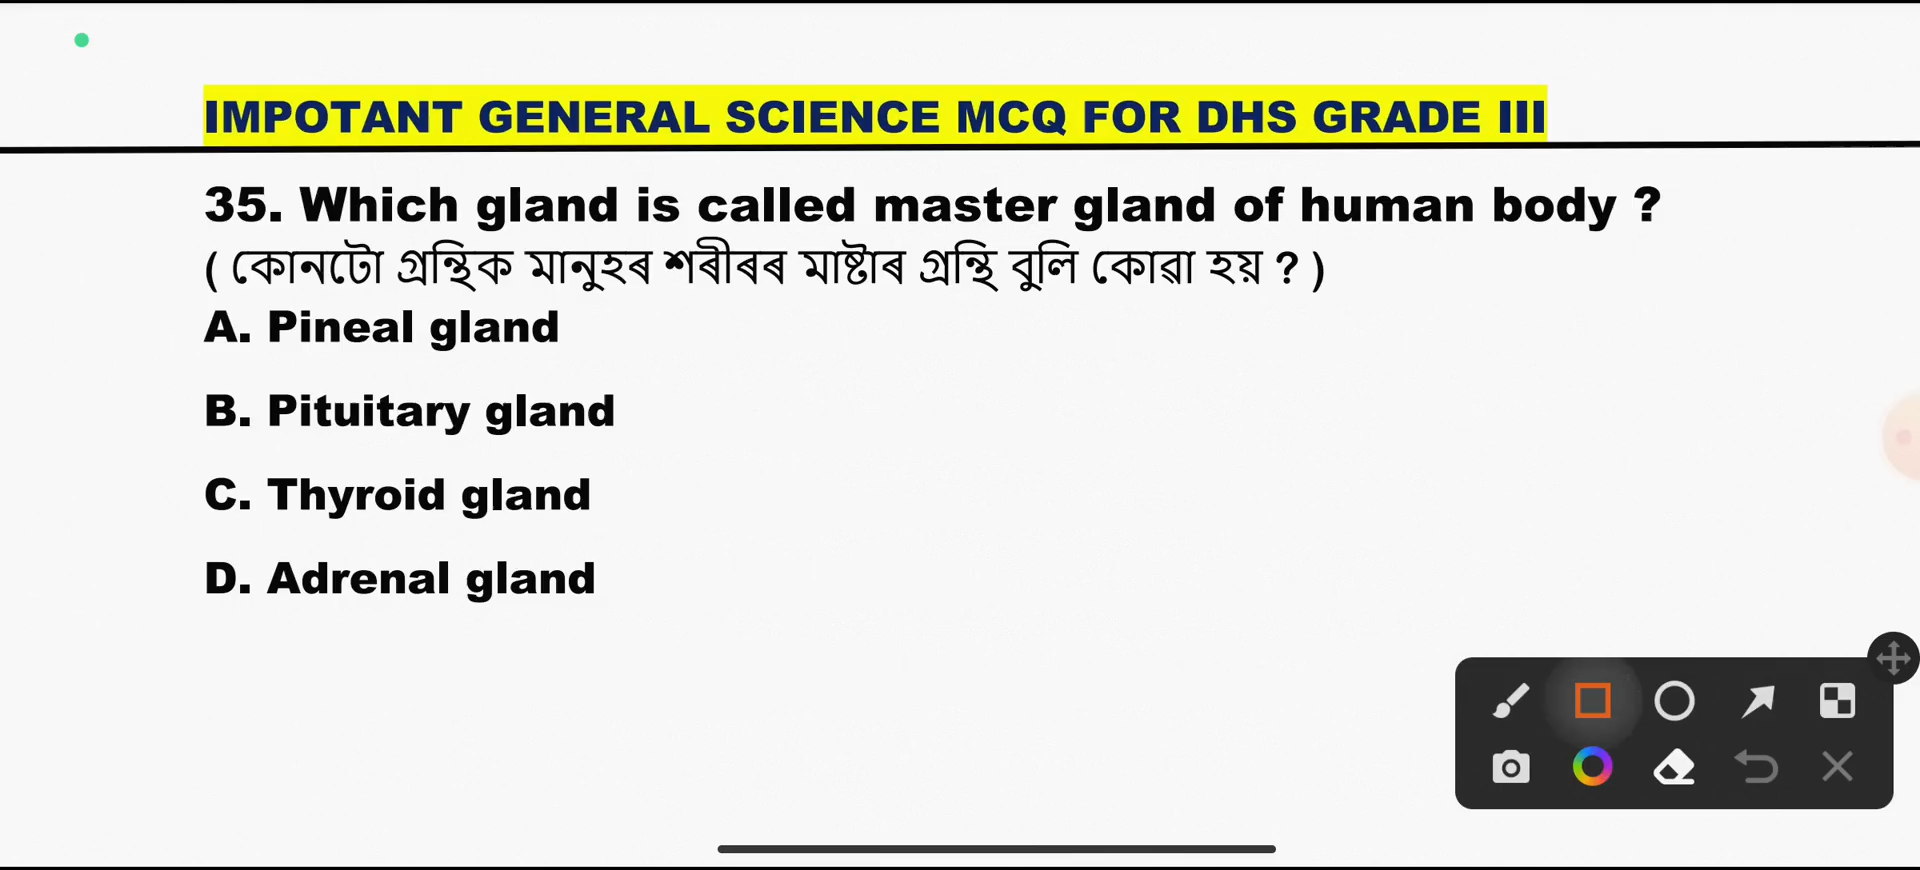 IMPOTANT GENERAL SCIENCE MCQ FOR DHS GRADE III
35. Which gland is called master gland of human body ?
( কোনটো গ্ৰন্থিক মানুহৰ শৰীৰৰ মাষ্টাৰ গ্ৰন্থি বুলি কোৱা হয় ? )
A. Pineal gland
B. Pituitary gland
C. Thyroid gland
D. Adrenal gland